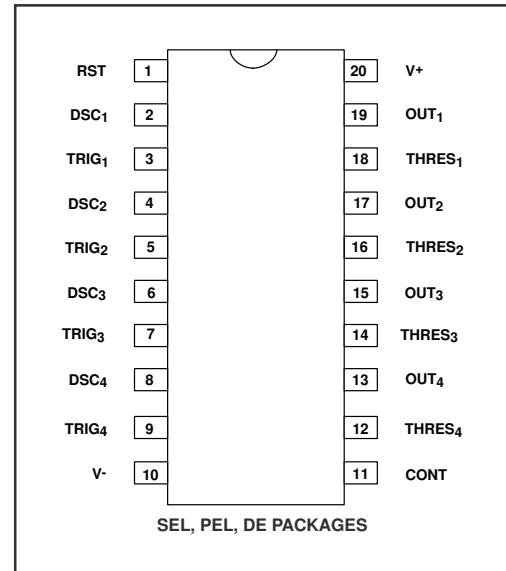 RST 1 20 V+
DSC1 2 19 OUT1
TRIG1 3 18 THRES1
DSC2 4 17 OUT2
TRIG2 5 16 THRES2
DSC3 6 15 OUT3
TRIG3 7 14 THRES3
DSC4 8 13 OUT4
TRIG4 9 12 THRES4
V- 10 11 CONT
SEL, PEL, DE PACKAGES